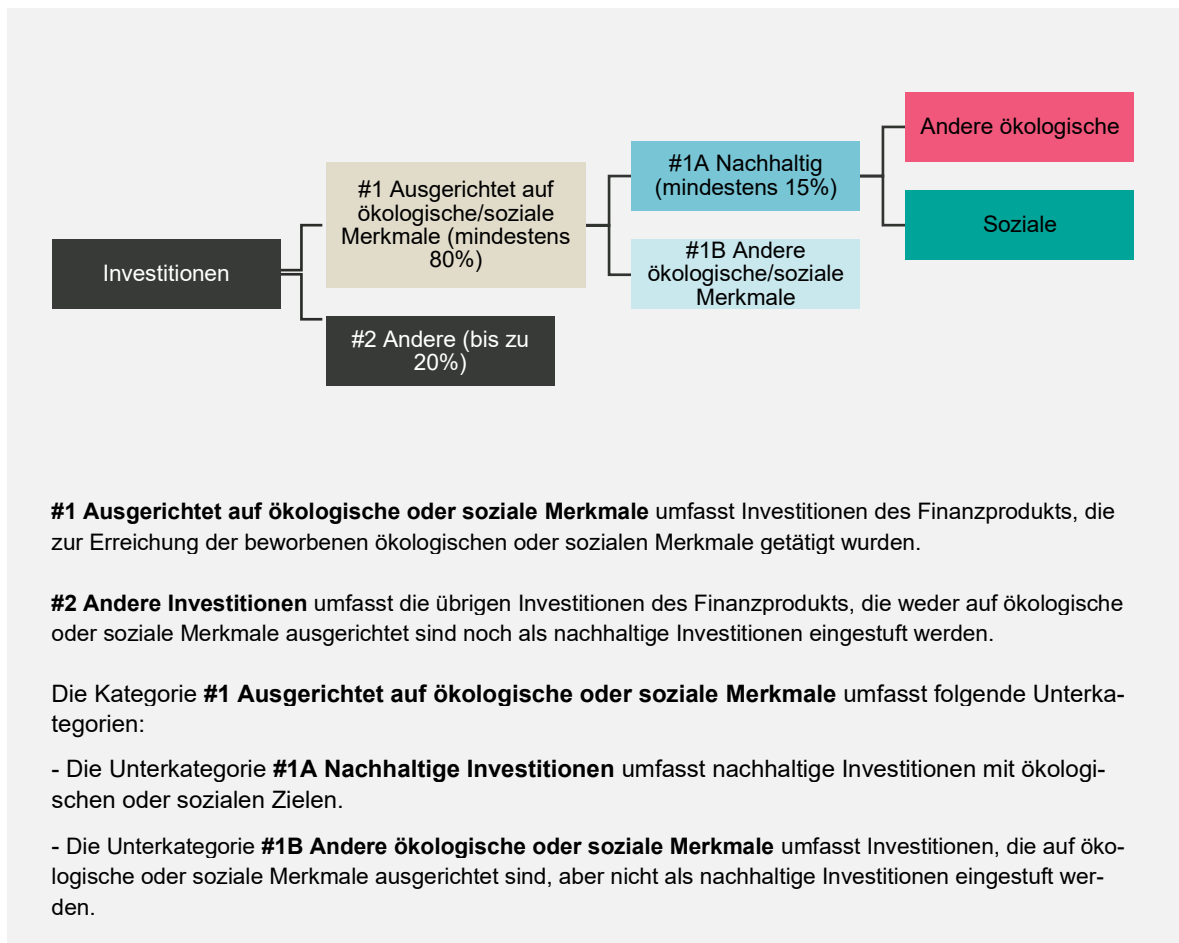 Andere ökologische
#1A Nachhaltig
(mindestens 15%)
#1 Ausgerichtet auf
ökologische/soziale
Merkmale (mindestens
80%)
Soziale
#1B Andere
ökologische/soziale
Merkmale
Investitionen
#2 Andere (bis zu
20%)
#1 Ausgerichtet auf ökologische oder soziale Merkmale umfasst Investitionen des Finanzprodukts, die
zur Erreichung der beworbenen ökologischen oder sozialen Merkmale getätigt wurden.
#2 Andere Investitionen umfasst die übrigen Investitionen des Finanzprodukts, die weder auf ökologische
oder soziale Merkmale ausgerichtet sind noch als nachhaltige Investitionen eingestuft werden.
Die Kategorie #1 Ausgerichtet auf ökologische oder soziale Merkmale umfasst folgende Unterka-
tegorien:
- Die Unterkategorie #1A Nachhaltige Investitionen umfasst nachhaltige Investitionen mit ökologi-
schen oder sozialen Zielen.
- Die Unterkategorie #1B Andere ökologische oder soziale Merkmale umfasst Investitionen, die auf öko-
logische oder soziale Merkmale ausgerichtet sind, aber nicht als nachhaltige Investitionen eingestuft wer-
den.